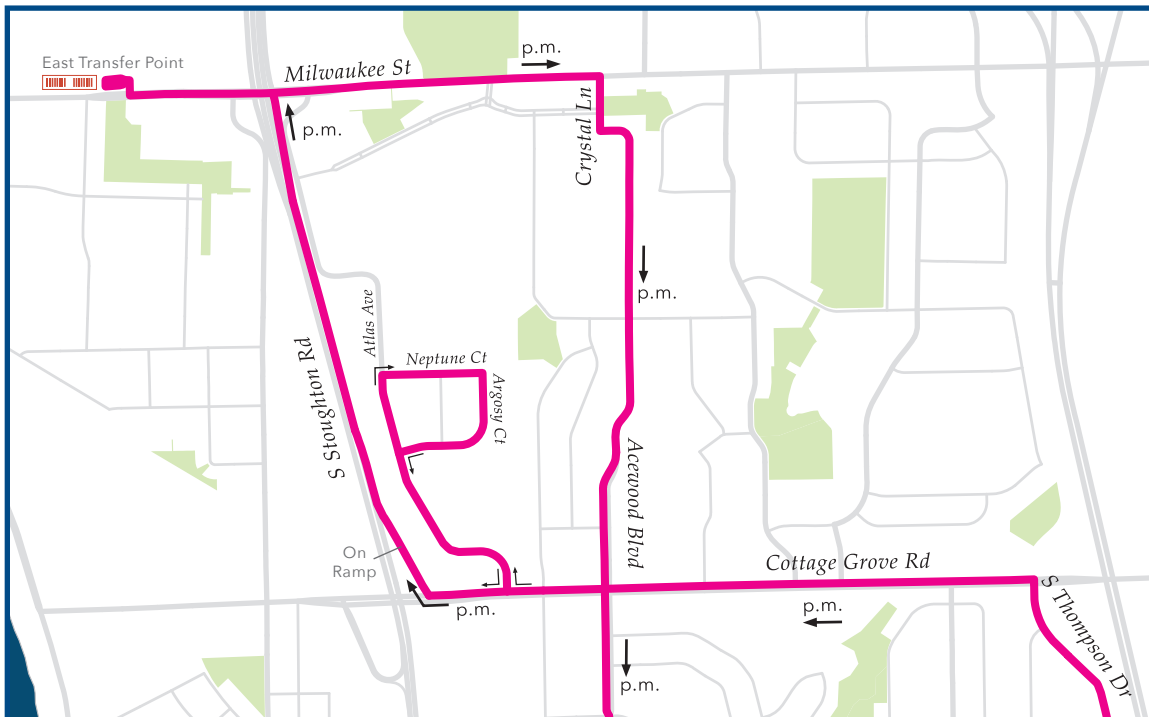 p.m.
East Transfer Point
Milwaukee St
Crystal Ln
p.m.
p.m.
Atlas Ave
Neptune Ct
Argosy Ct
S Stoughton Rd
Acewood Blvd
On
Ramp
Cottage Grove Rd
S Thompson Dr
p.m.
p.m.
p.m.